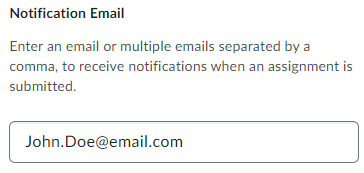 Notification Email
Enter an email or multiple emails separated by a
comma, to receive notifications when an assignment is
submitted.
John.Doe@email.com